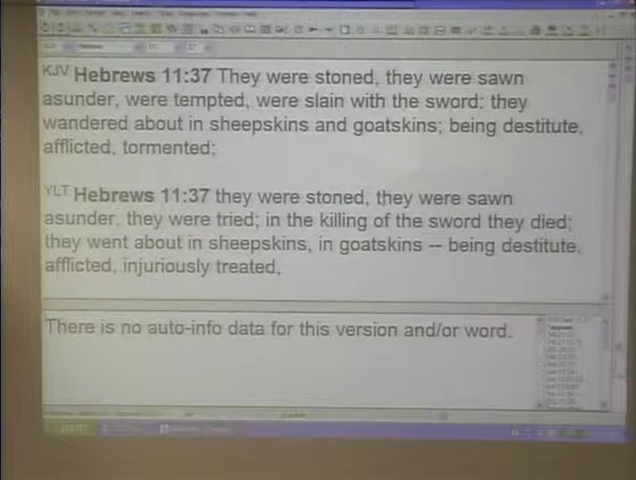 KJV Hebrews 11:37 They were stoned, they were sawn
asunder, were tempted, were slain with the sword: they
wandered about in sheepskins and goatskins; being destitute,
afflicted, tormented;
YLT Hebrews 11:37 they were stoned, they were sawn
asunder, they were tried; in the killing of the sword they died;
they went about in sheepskins, in goatskins -- being destitute,
afflicted, injuriously treated,
There is no auto-info data for this version and/or word.